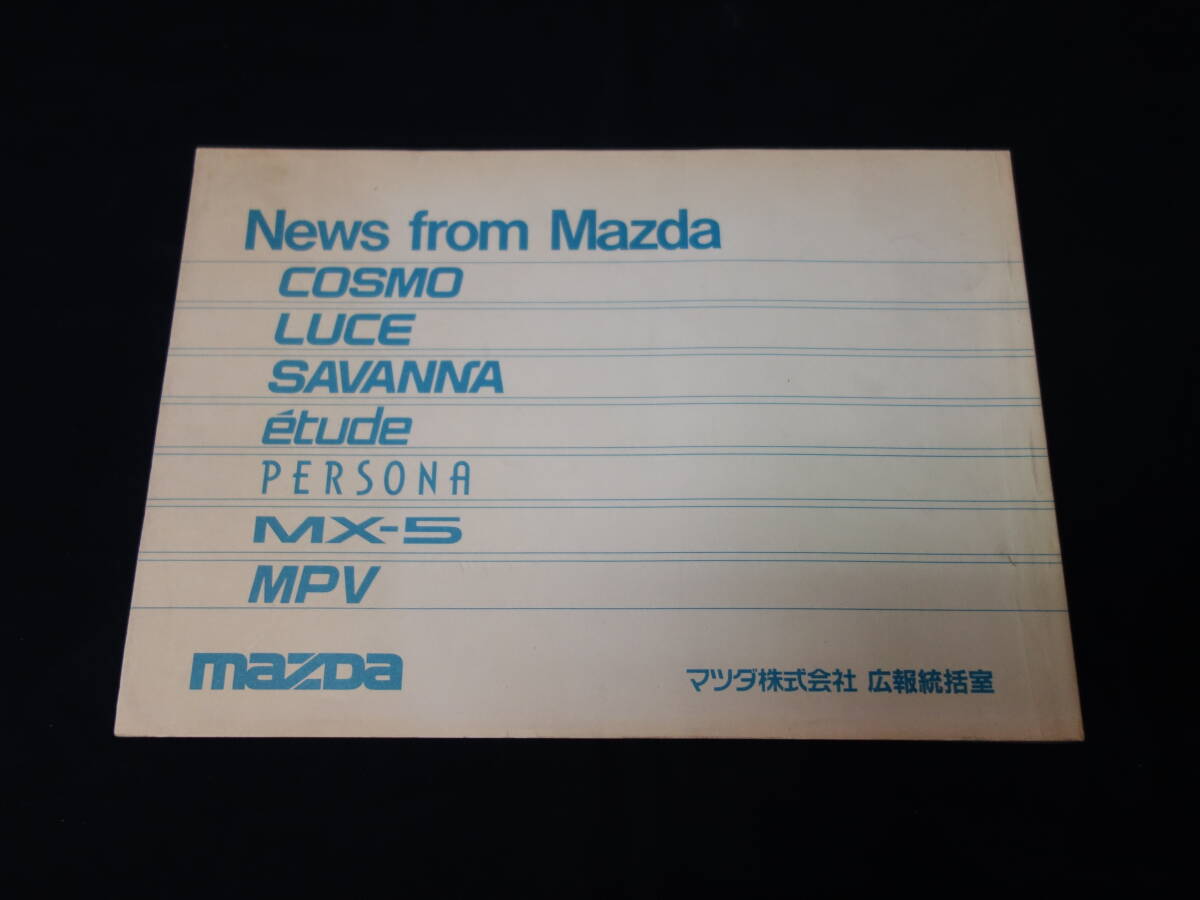 News from Mazda
COSMO
LUCE
SAVANNA
étude
PERSONA
MX-5
MPV
mazda
マツダ株式会社 広報統括室